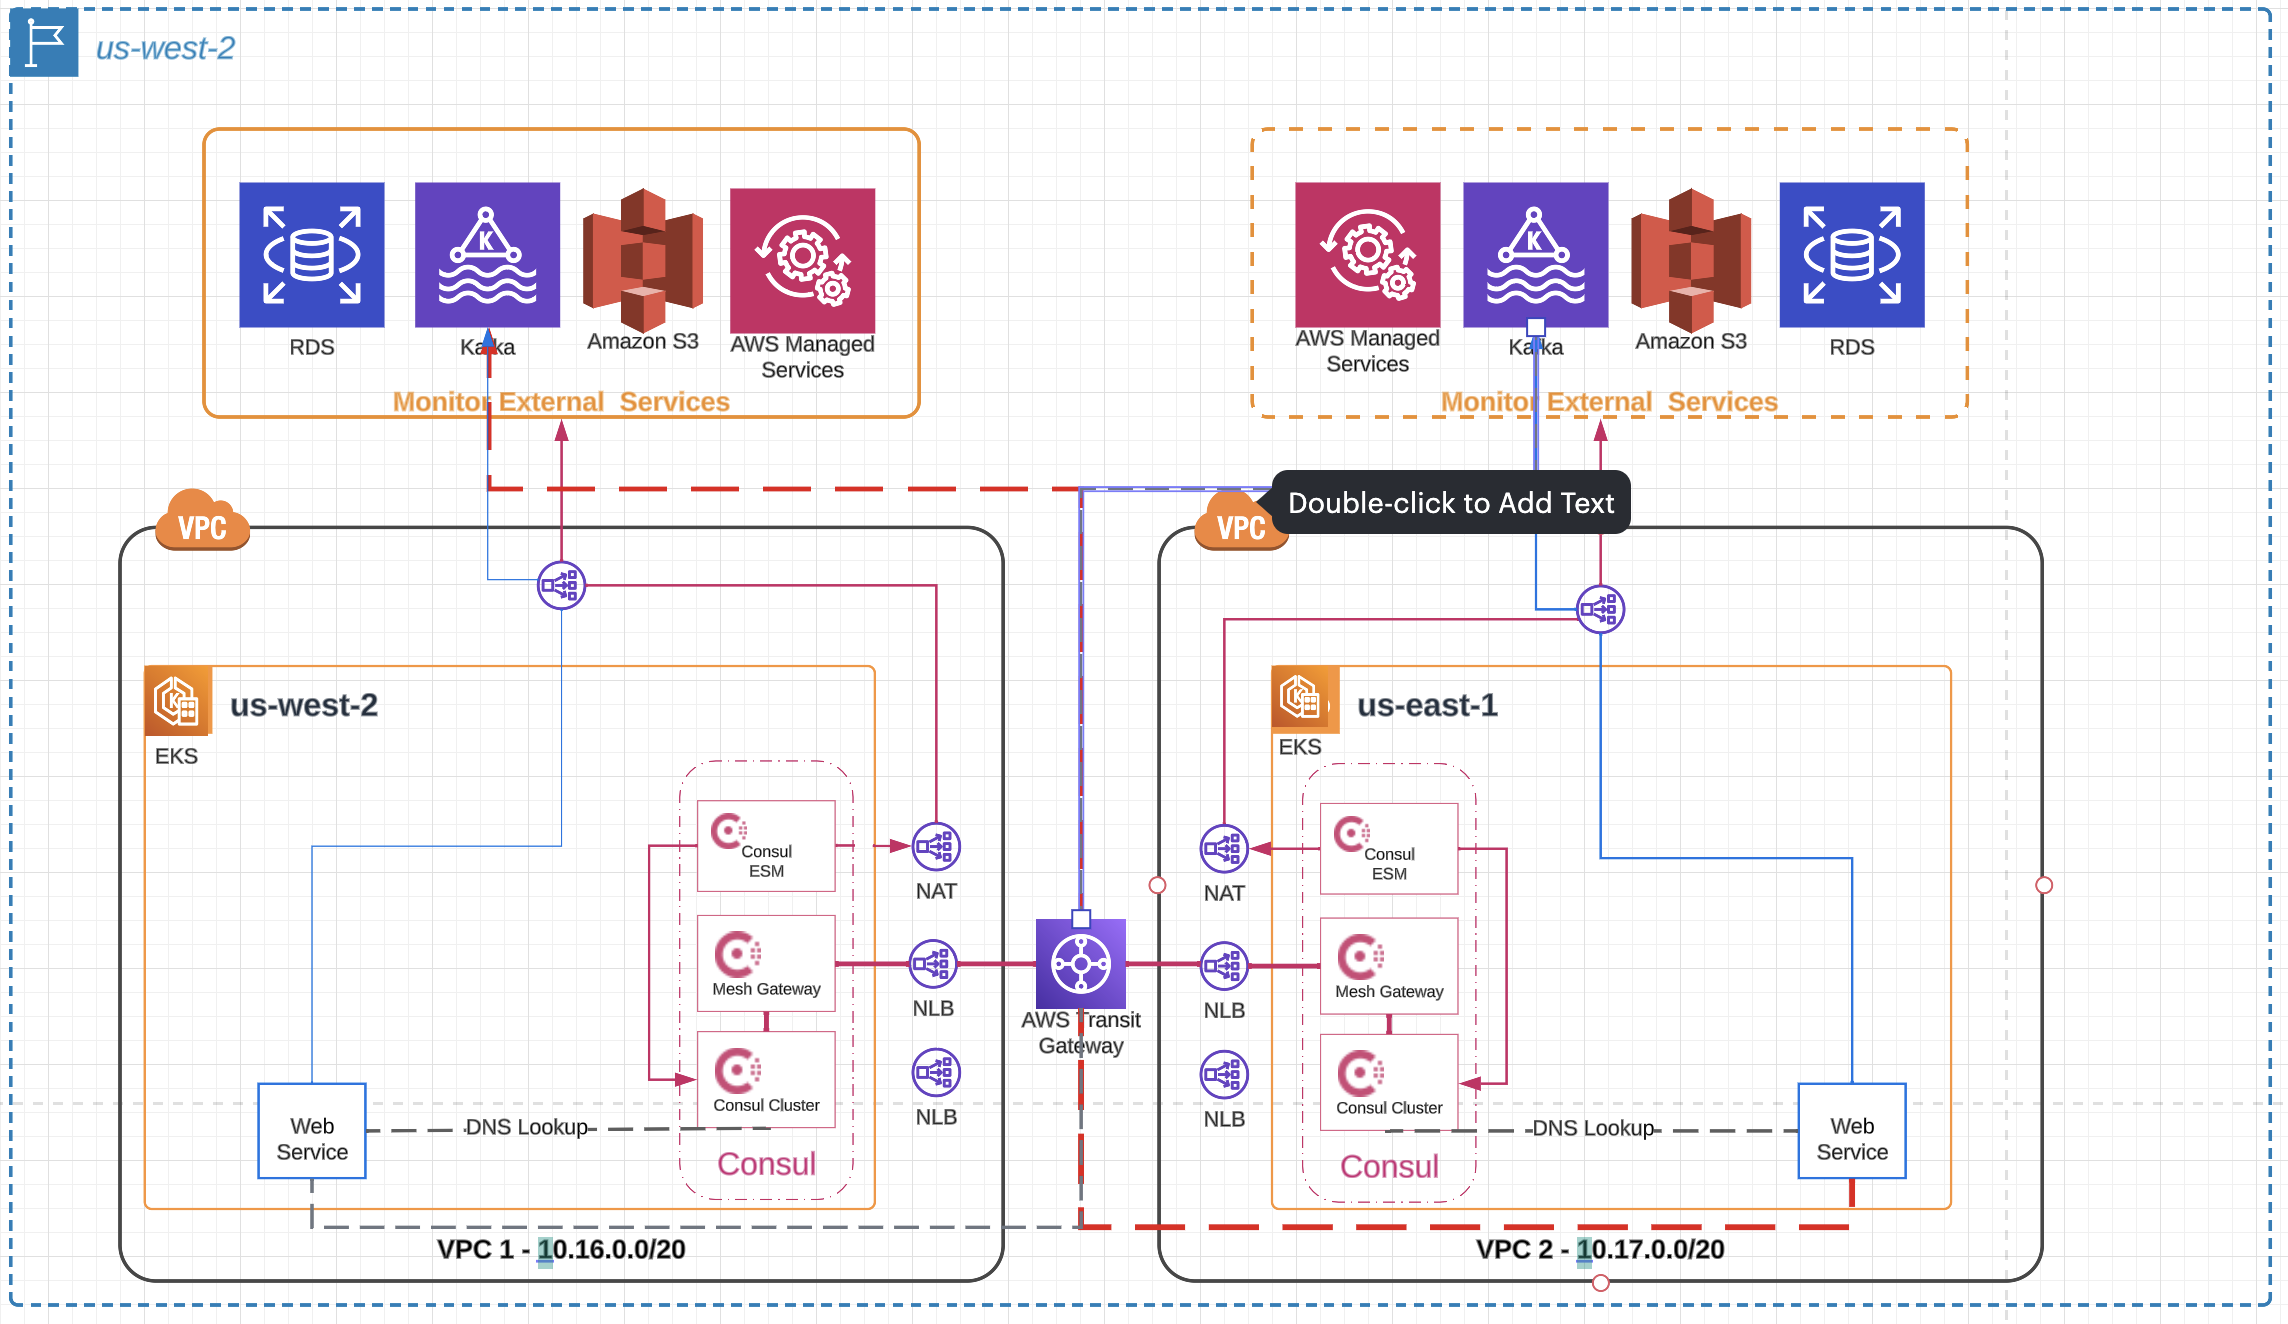 us-west-2
RDS
Kafka
Amazon S3
AWS Managed
Services
Monitor External Services
AWS Managed
Services
Kafka
Amazon S3
RDS
Monitor External Services
VPC
VPC
Double-click to Add Text
EKS
us-west-2
Consul
ESM
NAT
Mesh Gateway
NLB
Consul Cluster
NLB
Consul
Web
Service
DNS Lookup
VPC 1 - 10.16.0.0/20
AWS Transit
Gateway
EKS
us-east-1
NAT
Consul
ESM
NLB
Mesh Gateway
NLB
Consul Cluster
Consul
DNS Lookup
Web
Service
VPC 2 - 10.17.0.0/20